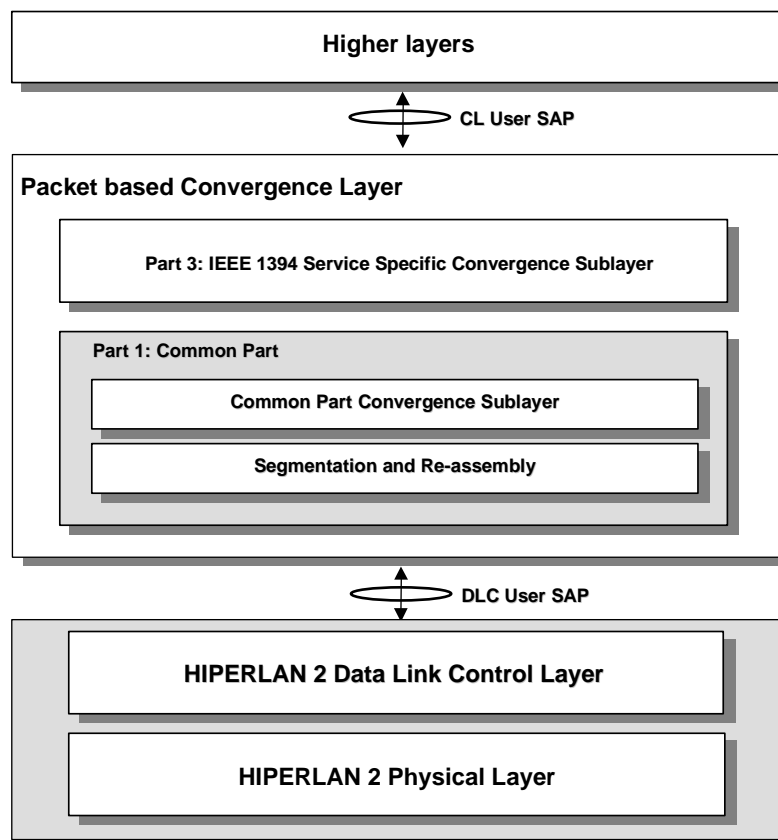 Higher layers
CL User SAP
Packet based Convergence Layer
Part 3: IEEE 1394 Service Specific Convergence Sublayer
Part 1: Common Part
Common Part Convergence Sublayer
Segmentation and Re-assembly
DLC User SAP
HIPERLAN 2 Data Link Control Layer
HIPERLAN 2 Physical Layer